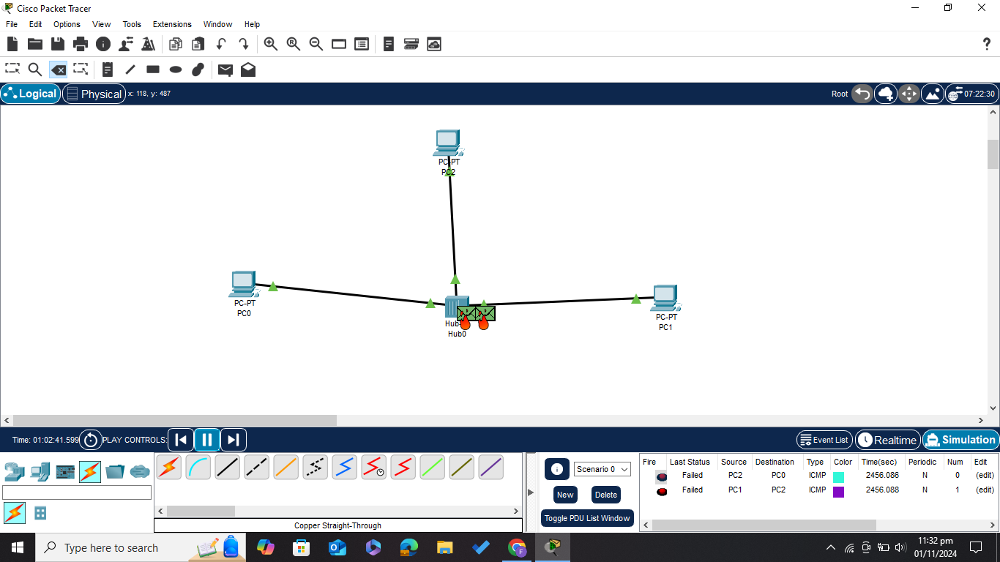 Cisco Packet Tracer
File Edit Options View Tools Extensions Window Help
Logical Physical x: 118, y: 487 Root 07:22:30
PC-PT
PC2
PC-PT
PC0
PC-PT
PC1
Hub0
Time: 01:02:41.599 PLAY CONTROLS: Event List Realtime Simulation
Scenario 0
New Delete
Toggle PDU List Window
Fire Last Status Source Destination Type Color Time(sec) Periodic Num Edit
Failed PC2 PC0 ICMP 2456.086 N 0 (edit)
Failed PC1 PC2 ICMP 2456.088 N 1 (edit)
Copper Straight-Through
Type here to search
11:32 pm
01/11/2024